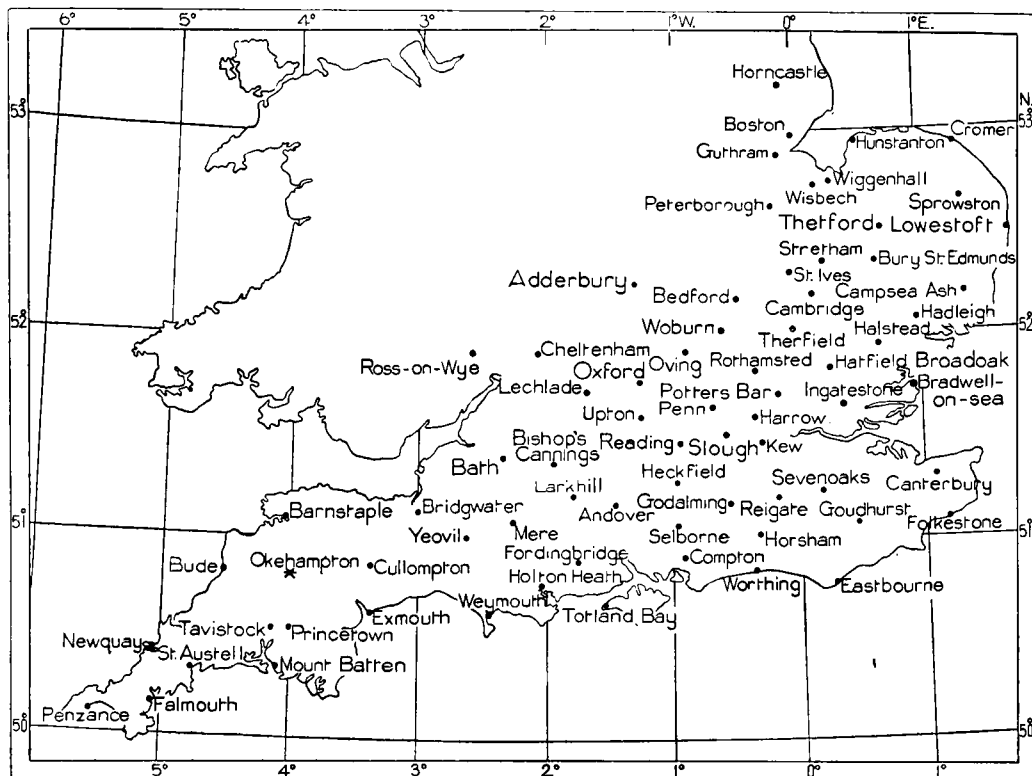 6° 5° 4° 3° 2° 1°W. 0° 1°E.
Horncastle
N.
53° 53°
Boston
Cromer
Hunstanton
Guthram
Wiggenhall
Wisbech
Sprowston
Peterborough
Thetford
Lowestoft
Stretham
Bury St. Edmunds
St. Ives
Adderbury
Campsea Ash
Bedford
Cambridge
Hadleigh
52° 52°
Woburn
Therfield
Halstead
Cheltenham
Oving
Rothamsted
Hatfield Broadoak
Ross-on-Wye
Oxford
Bradwell-
on-sea
Lechlade
Potters Bar
Ingatestone
Penn
Upton
Harrow
Bishop's
Cannings
Reading
Slough
Kew
Bath
Heckfield
Sevenoaks
Canterbury
Larkhill
Godalming
Reigate
Goudhurst
Folkestone
Barnstaple
Bridgwater
Andover
51° 51°
Yeovil
Mere
Selborne
Horsham
Fordingbridge
Compton
Bude
Okehampton
Cullompton
Holton Heath
Worthing
Eastbourne
Weymouth
Exmouth
Totland Bay
Tavistock
Princetown
Newquay
St. Austell
Mount Batten
Falmouth
Penzance
50° 50°
5° 4° 3° 2° 1° 0° 1°